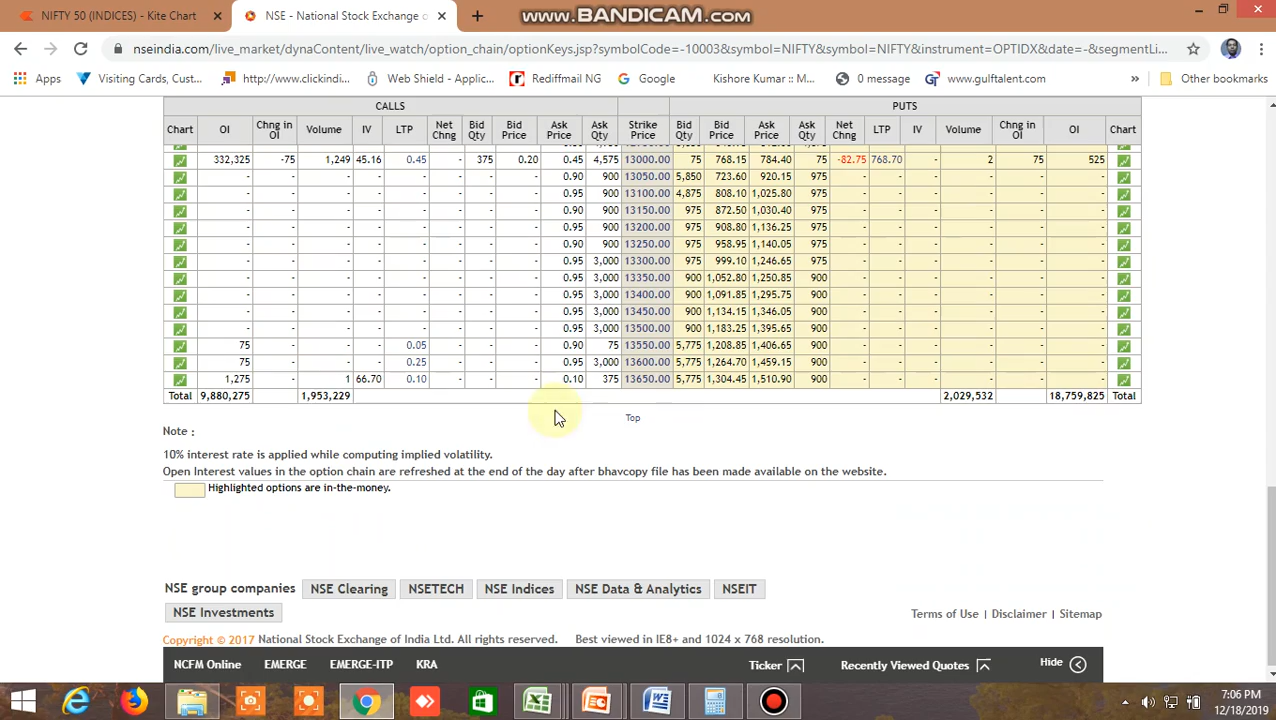 NIFTY 50 (INDICES) - Kite Chart
NSE - National Stock Exchange o
www.BANDICAM.com
nseindia.com/live_market/dynaContent/live_watch/option_chain/optionKeys.jsp?symbolCode=-10003&symbol=NIFTY&symbol=NIFTY&instrument=OPTIDX&date=-&segmentLi...
Apps Visiting Cards, Cust... http://www.clickindi... Web Shield - Applic... Rediffmail NG Google Kishore Kumar :: M... 0 message www.gulftalent.com » Other bookmarks
CALLS PUTS
Chart OI Chng in OI Volume IV LTP Net Chng Bid Qty Bid Price Ask Price Ask Qty Strike Price Bid Qty Bid Price Ask Price Ask Qty Net Chng LTP IV Volume Chng in OI OI Chart
332,325 -75 1,249 45.16 0.45 - 375 0.20 0.45 4,575 13000.00 75 768.15 784.40 75 -82.75 768.70 - 2 75 525
- - - - - - - - 0.90 900 13050.00 5,850 723.60 920.15 975 - - - - - -
- - - - - - - - 0.90 900 13100.00 4,875 808.10 1,025.80 975 - - - - - -
- - - - - - - - 0.90 900 13150.00 975 872.50 1,030.40 975 - - - - - -
- - - - - - - - 0.90 900 13200.00 975 908.80 1,136.25 975 - - - - - -
- - - - - - - - 0.90 900 13250.00 975 958.95 1,140.05 975 - - - - - -
- - - - - - - - 0.95 3,000 13300.00 975 999.10 1,246.65 975 - - - - - -
- - - - - - - - 0.95 3,000 13350.00 900 1,052.80 1,250.85 900 - - - - - -
- - - - - - - - 0.95 3,000 13400.00 900 1,091.85 1,295.75 900 - - - - - -
- - - - - - - - 0.95 3,000 13450.00 900 1,134.15 1,346.05 900 - - - - - -
- - - - - - - - 0.95 3,000 13500.00 900 1,183.25 1,395.65 900 - - - - - -
75 - - - 0.05 - - - 0.90 75 13550.00 5,775 1,208.85 1,406.65 900 - - - - - -
75 - - - 0.25 - - - 0.95 3,000 13600.00 5,775 1,264.70 1,459.15 900 - - - - - -
1,275 - 1 66.70 0.10 - - - 0.10 375 13650.00 5,775 1,304.45 1,510.90 900 - - - - - -
Total 9,880,275 1,953,229 2,029,532 18,759,825 Total
Top
Note :
10% interest rate is applied while computing implied volatility.
Open Interest values in the option chain are refreshed at the end of the day after bhavcopy file has been made available on the website.
Highlighted options are in-the-money.
NSE group companies NSE Clearing NSETECH NSE Indices NSE Data & Analytics NSEIT
NSE Investments
Terms of Use | Disclaimer | Sitemap
Copyright © 2017 National Stock Exchange of India Ltd. All rights reserved. Best viewed in IE8+ and 1024 x 768 resolution.
NCFM Online EMERGE EMERGE-ITP KRA Ticker Recently Viewed Quotes Hide
7:06 PM
12/18/2019